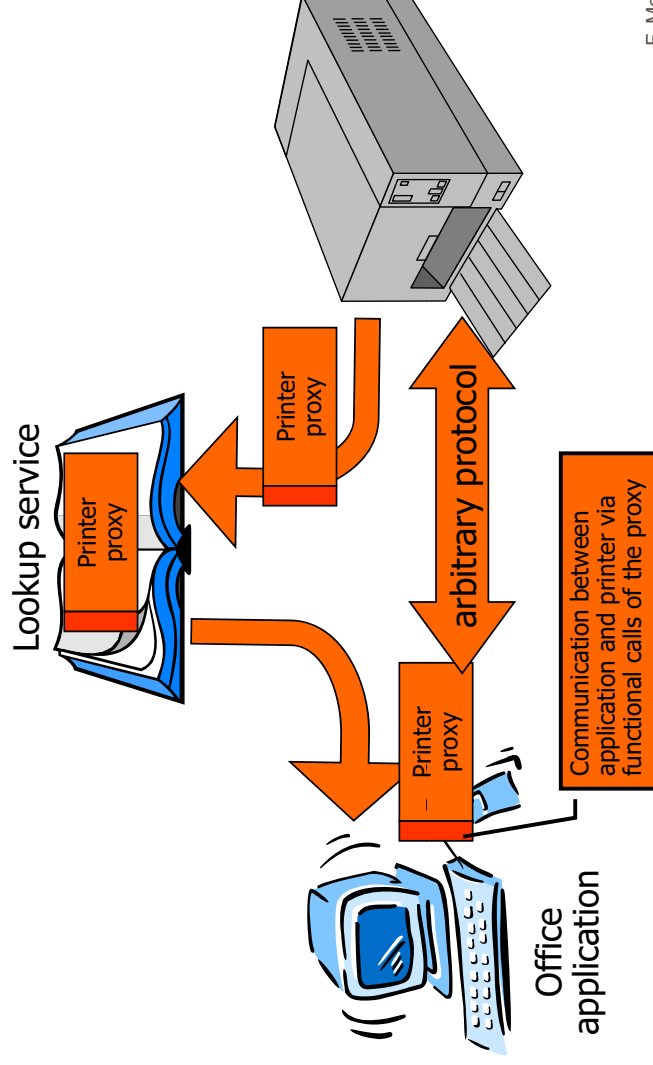 Lookup service
Printer
proxy
Printer
proxy
arbitrary protocol
Printer
proxy
Communication between
application and printer via
functional calls of the proxy
Office
application